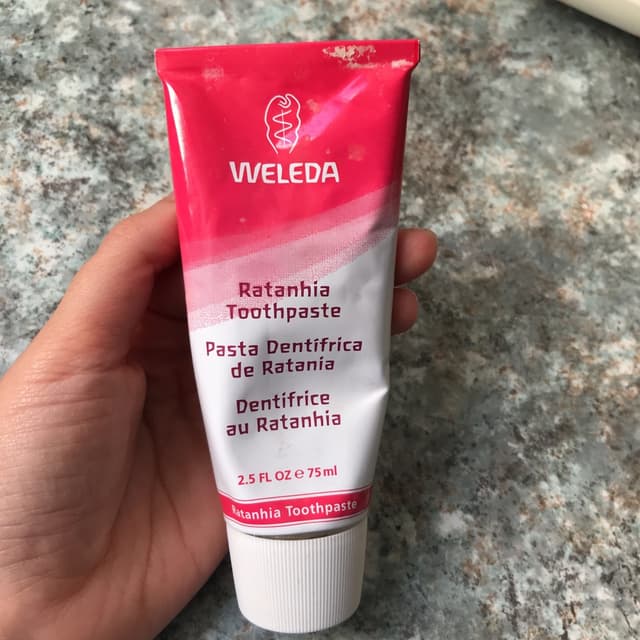 WELEDA
Ratanhia
Toothpaste
Pasta Dentífrica
de Ratania
Dentifrice
au Ratanhia
2.5 FL OZ ℮ 75ml
Ratanhia Toothpaste